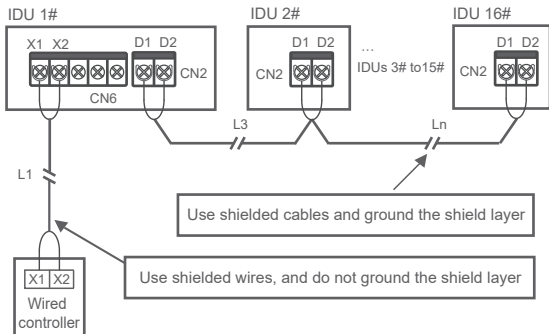 IDU 1#
IDU 2#
IDU 16#
X1 X2
D1 D2
CN2
CN6
D1 D2
CN2
...
IDUs 3# to15#
D1 D2
CN2
L3
Ln
L1
Use shielded cables and ground the shield layer
Use shielded wires, and do not ground the shield layer
X1 X2
Wired
controller